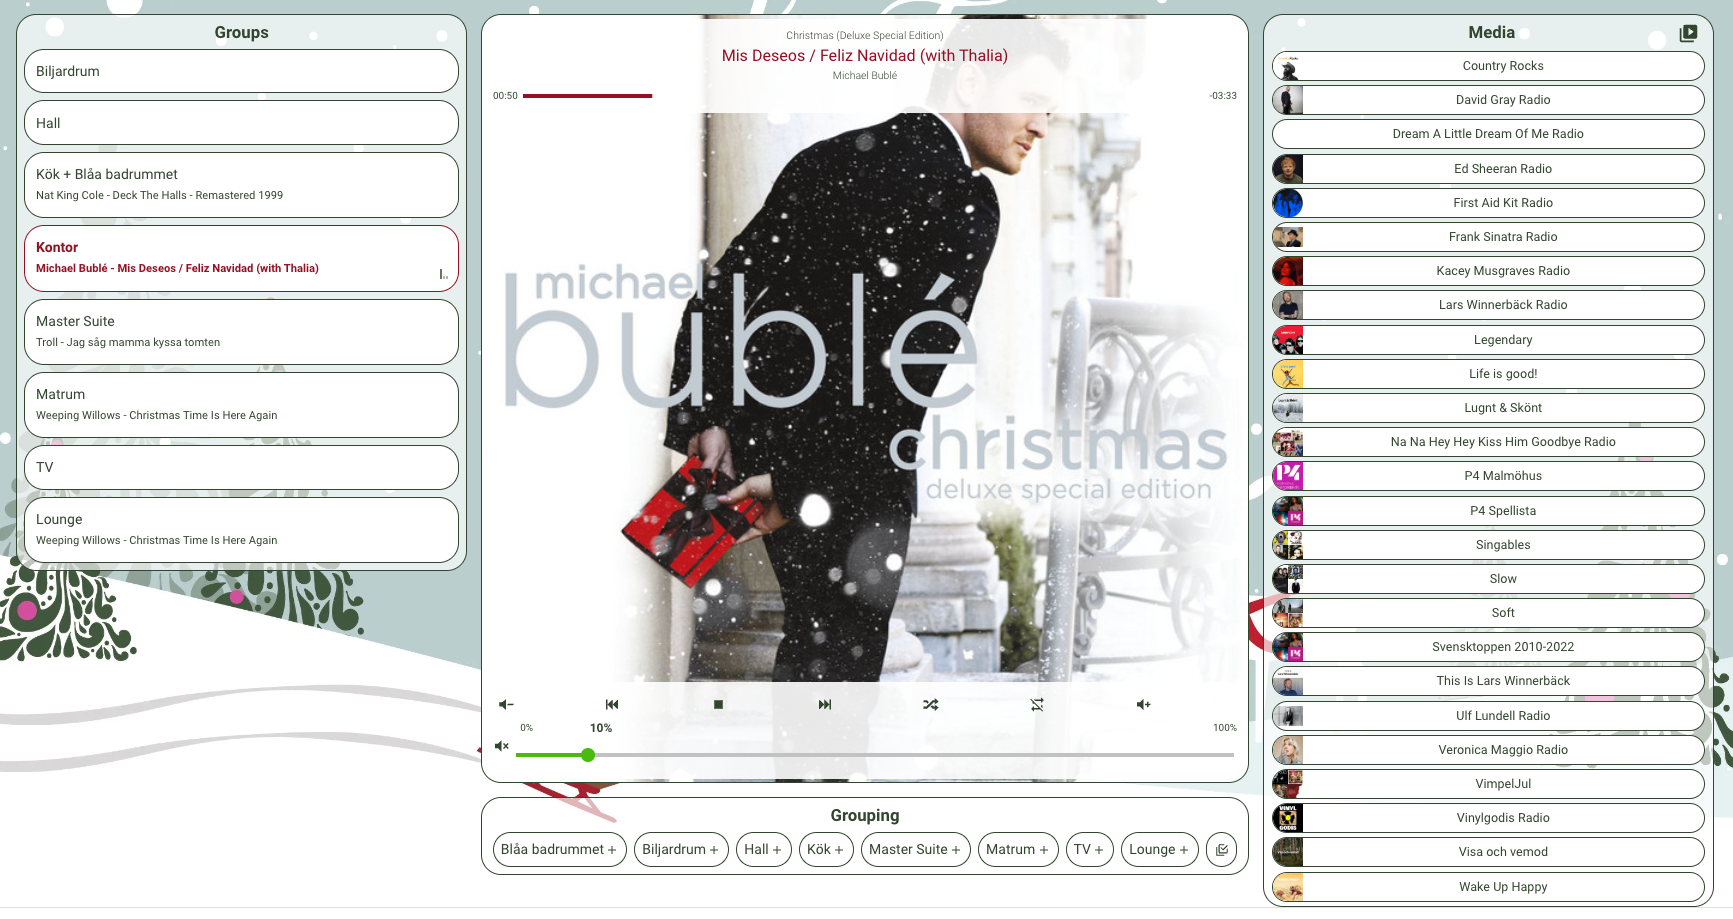 Groups
Biljardrum
Hall
Kök + Blåa badrummet
Nat King Cole - Deck The Halls - Remastered 1999
Kontor
Michael Bublé - Mis Deseos / Feliz Navidad (with Thalia)
Master Suite
Troll - Jag såg mamma kyssa tomten
Matrum
Weeping Willows - Christmas Time Is Here Again
TV
Lounge
Weeping Willows - Christmas Time Is Here Again
Christmas (Deluxe Special Edition)
Mis Deseos / Feliz Navidad (with Thalia)
Michael Bublé
00:50
-03:33
michael
bublé
christmas
deluxe special edition
0%
10%
100%
Grouping
Blåa badrummet +
Biljardrum +
Hall +
Kök +
Master Suite +
Matrum +
TV +
Lounge +
Media
Country Rocks
David Gray Radio
Dream A Little Dream Of Me Radio
Ed Sheeran Radio
First Aid Kit Radio
Frank Sinatra Radio
Kacey Musgraves Radio
Lars Winnerbäck Radio
Legendary
Life is good!
Lugnt & Skönt
Na Na Hey Hey Kiss Him Goodbye Radio
P4
P4 Malmöhus
P4 Spellista
Singables
Slow
Soft
Svensktoppen 2010-2022
This Is Lars Winnerbäck
Ulf Lundell Radio
Veronica Maggio Radio
VimpelJul
VINYL
GODIS
Vinylgodis Radio
Visa och vemod
Wake Up Happy